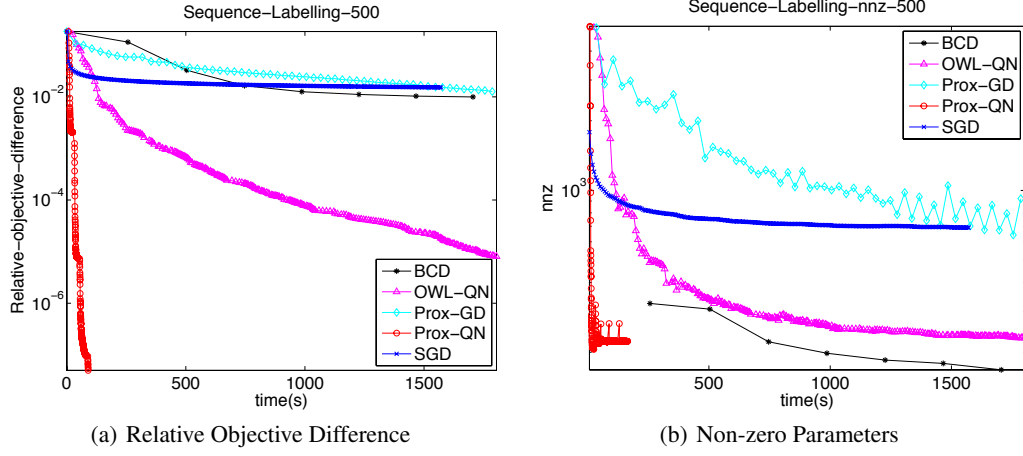 Sequence−Labelling−500
Relative−objective−difference
10^−2
10^−4
10^−6
BCD
OWL−QN
Prox−GD
Prox−QN
SGD
0
500
1000
1500
time(s)
(a) Relative Objective Difference
Sequence−Labelling−nnz−500
nnz
10^3
BCD
OWL−QN
Prox−GD
Prox−QN
SGD
500
1000
1500
time(s)
(b) Non-zero Parameters